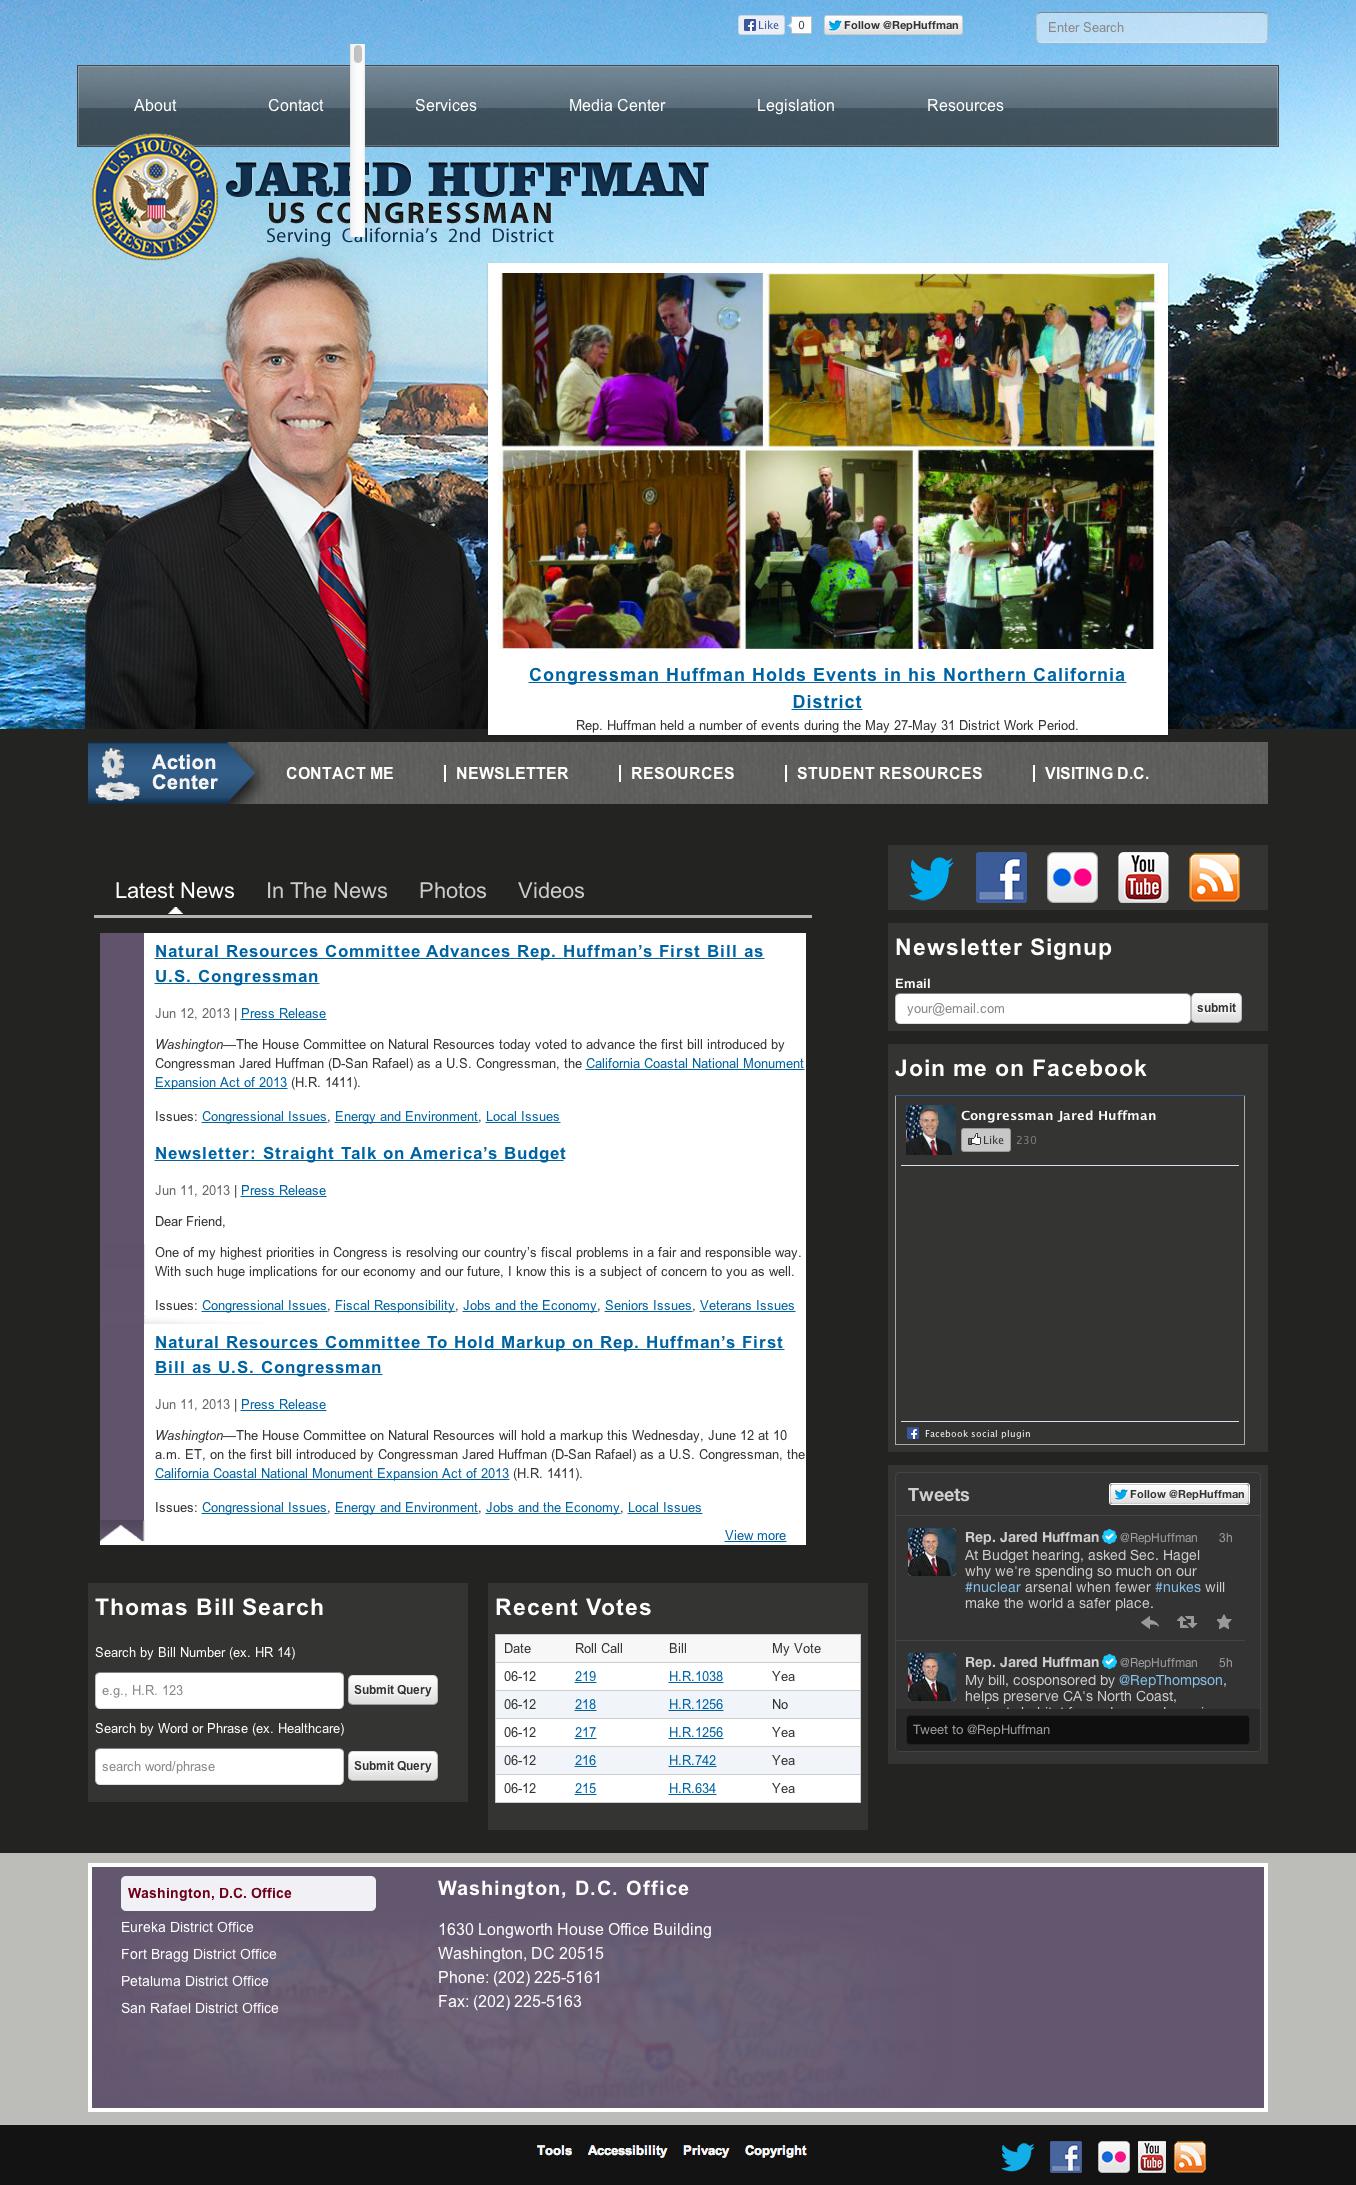 Like 0 Follow @RepHuffman Enter Search
About Contact Services Media Center Legislation Resources
U.S. HOUSE OF REPRESENTATIVES
JARED HUFFMAN
US CONGRESSMAN
Serving California's 2nd District
Congressman Huffman Holds Events in his Northern California
District
Rep. Huffman held a number of events during the May 27-May 31 District Work Period.
Action
Center
CONTACT ME | NEWSLETTER | RESOURCES | STUDENT RESOURCES | VISITING D.C.
Latest News In The News Photos Videos
Natural Resources Committee Advances Rep. Huffman's First Bill as
U.S. Congressman
Jun 12, 2013 | Press Release
Washington—The House Committee on Natural Resources today voted to advance the first bill introduced by
Congressman Jared Huffman (D-San Rafael) as a U.S. Congressman, the California Coastal National Monument
Expansion Act of 2013 (H.R. 1411).
Issues: Congressional Issues, Energy and Environment, Local Issues
Newsletter: Straight Talk on America's Budget
Jun 11, 2013 | Press Release
Dear Friend,
One of my highest priorities in Congress is resolving our country's fiscal problems in a fair and responsible way.
With such huge implications for our economy and our future, I know this is a subject of concern to you as well.
Issues: Congressional Issues, Fiscal Responsibility, Jobs and the Economy, Seniors Issues, Veterans Issues
Natural Resources Committee To Hold Markup on Rep. Huffman's First
Bill as U.S. Congressman
Jun 11, 2013 | Press Release
Washington—The House Committee on Natural Resources will hold a markup this Wednesday, June 12 at 10
a.m. ET, on the first bill introduced by Congressman Jared Huffman (D-San Rafael) as a U.S. Congressman, the
California Coastal National Monument Expansion Act of 2013 (H.R. 1411).
Issues: Congressional Issues, Energy and Environment, Jobs and the Economy, Local Issues
View more
You
Tube
Newsletter Signup
Email
your@email.com submit
Join me on Facebook
Congressman Jared Huffman
Like 230
Facebook social plugin
Tweets Follow @RepHuffman
Rep. Jared Huffman @RepHuffman 3h
At Budget hearing, asked Sec. Hagel
why we're spending so much on our
#nuclear arsenal when fewer #nukes will
make the world a safer place.
Rep. Jared Huffman @RepHuffman 5h
My bill, cosponsored by @RepThompson,
helps preserve CA's North Coast,
Tweet to @RepHuffman
Thomas Bill Search
Search by Bill Number (ex. HR 14)
e.g., H.R. 123 Submit Query
Search by Word or Phrase (ex. Healthcare)
search word/phrase Submit Query
Recent Votes
Date Roll Call Bill My Vote
06-12 219 H.R.1038 Yea
06-12 218 H.R.1256 No
06-12 217 H.R.1256 Yea
06-12 216 H.R.742 Yea
06-12 215 H.R.634 Yea
Washington, D.C. Office
Eureka District Office
Fort Bragg District Office
Petaluma District Office
San Rafael District Office
Washington, D.C. Office
1630 Longworth House Office Building
Washington, DC 20515
Phone: (202) 225-5161
Fax: (202) 225-5163
Summerville
Goose Creek
Tools Accessibility Privacy Copyright
You
Tube